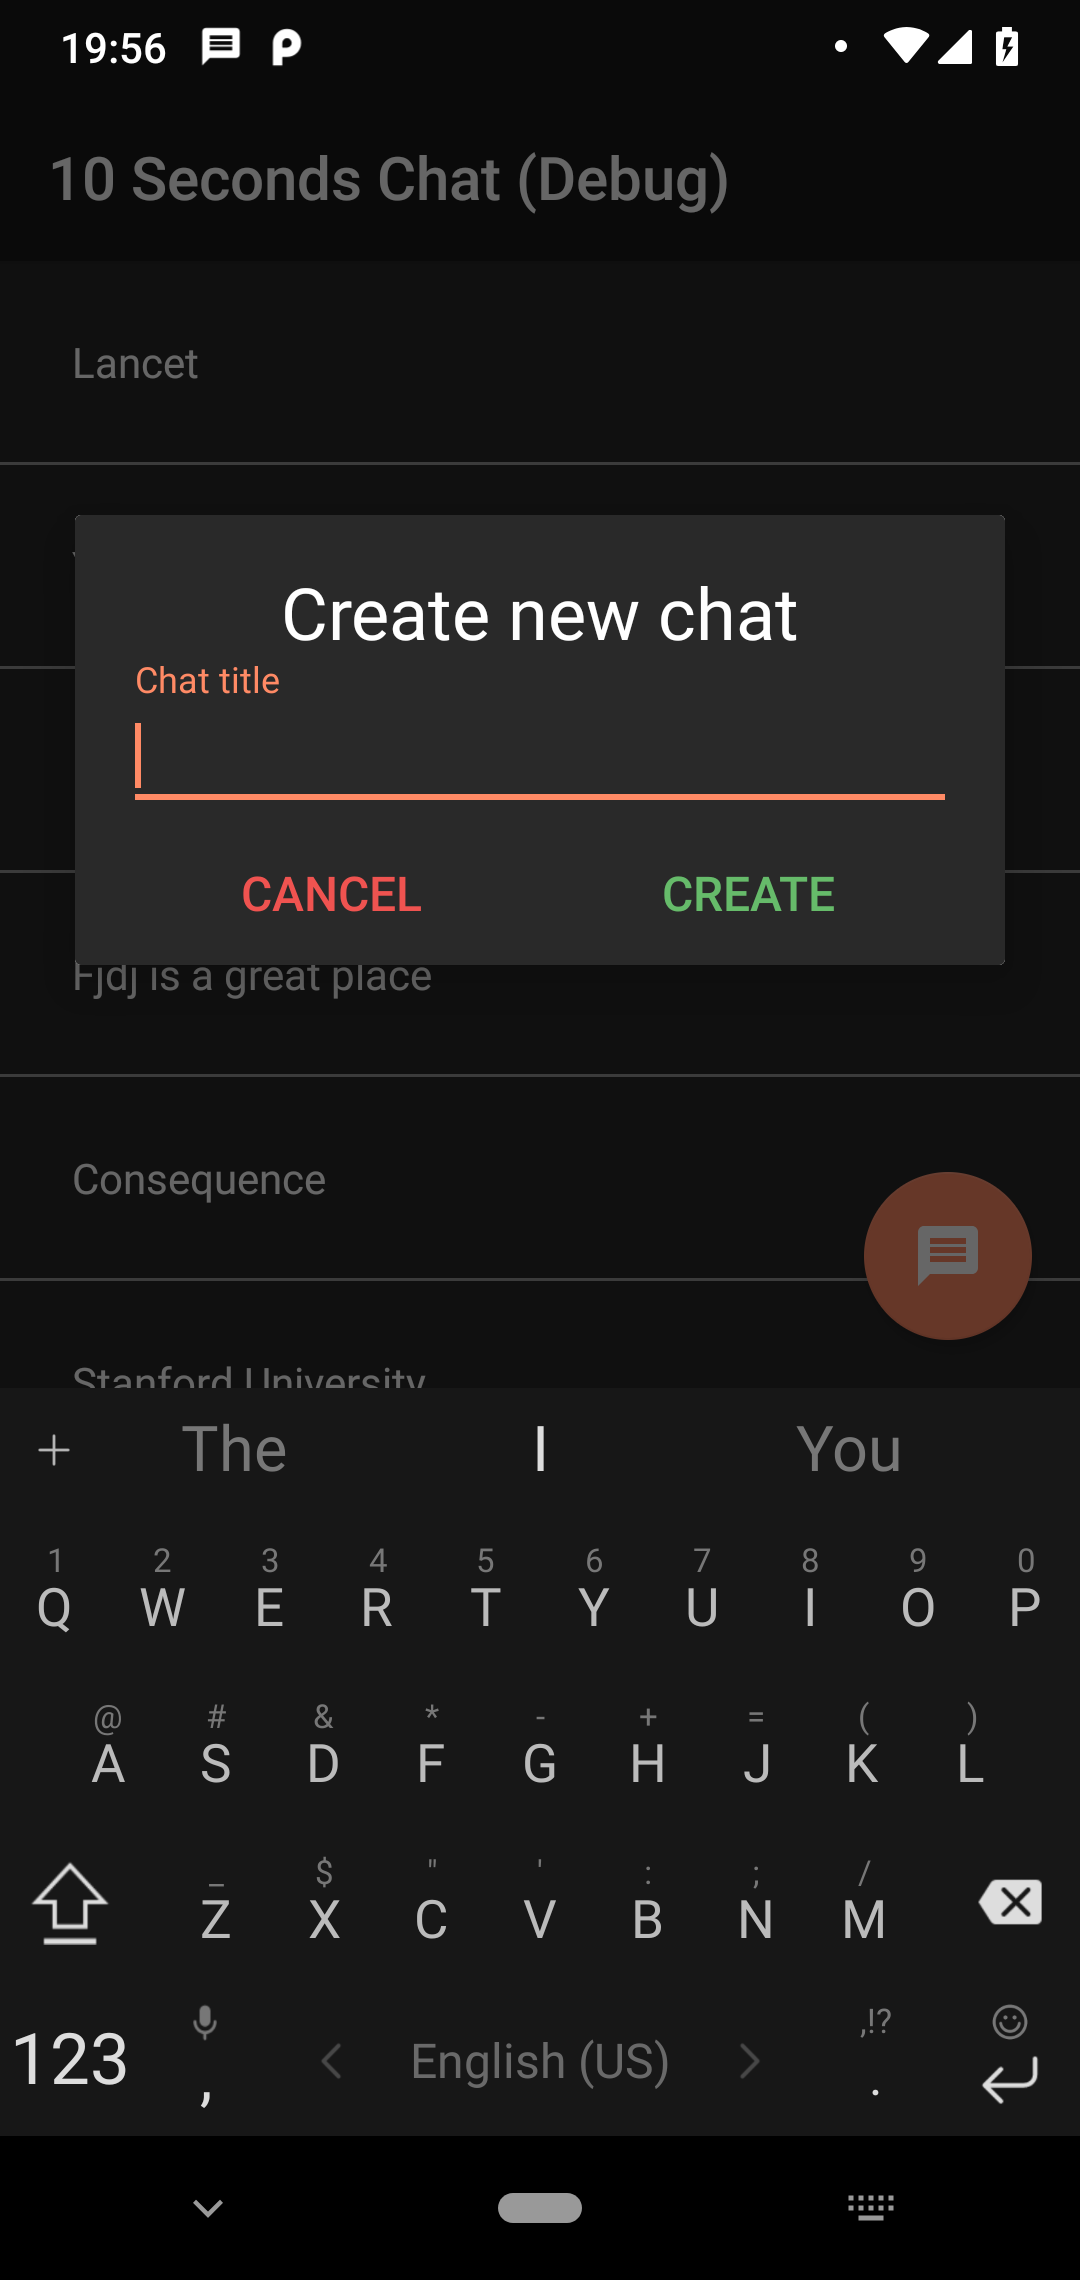 19:56
10 Seconds Chat (Debug)
Lancet
Create new chat
Chat title
CANCEL CREATE
Fjdj is a great place
Consequence
Stanford University
The I You
1 2 3 4 5 6 7 8 9 0
Q W E R T Y U I O P
@ # & * - + = ( )
A S D F G H J K L
_ $ " ' : ; /
Z X C V B N M
,!?
123 , English (US) .